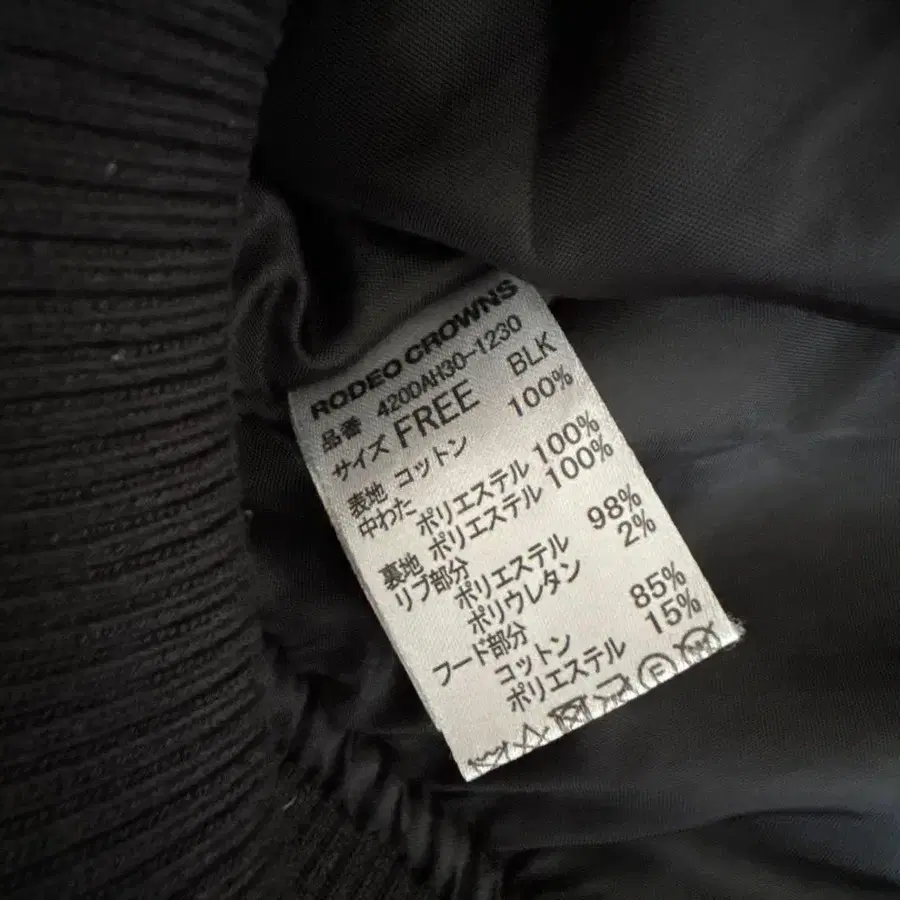 RODEO CROWNS
品番 420DAH30-1230
サイズ FREE BLK
表地 コットン 100%
中わた
ポリエステル 100%
裏地 ポリエステル 100%
リブ部分
ポリエステル 98%
ポリウレタン 2%
フード部分
コットン 85%
ポリエステル 15%